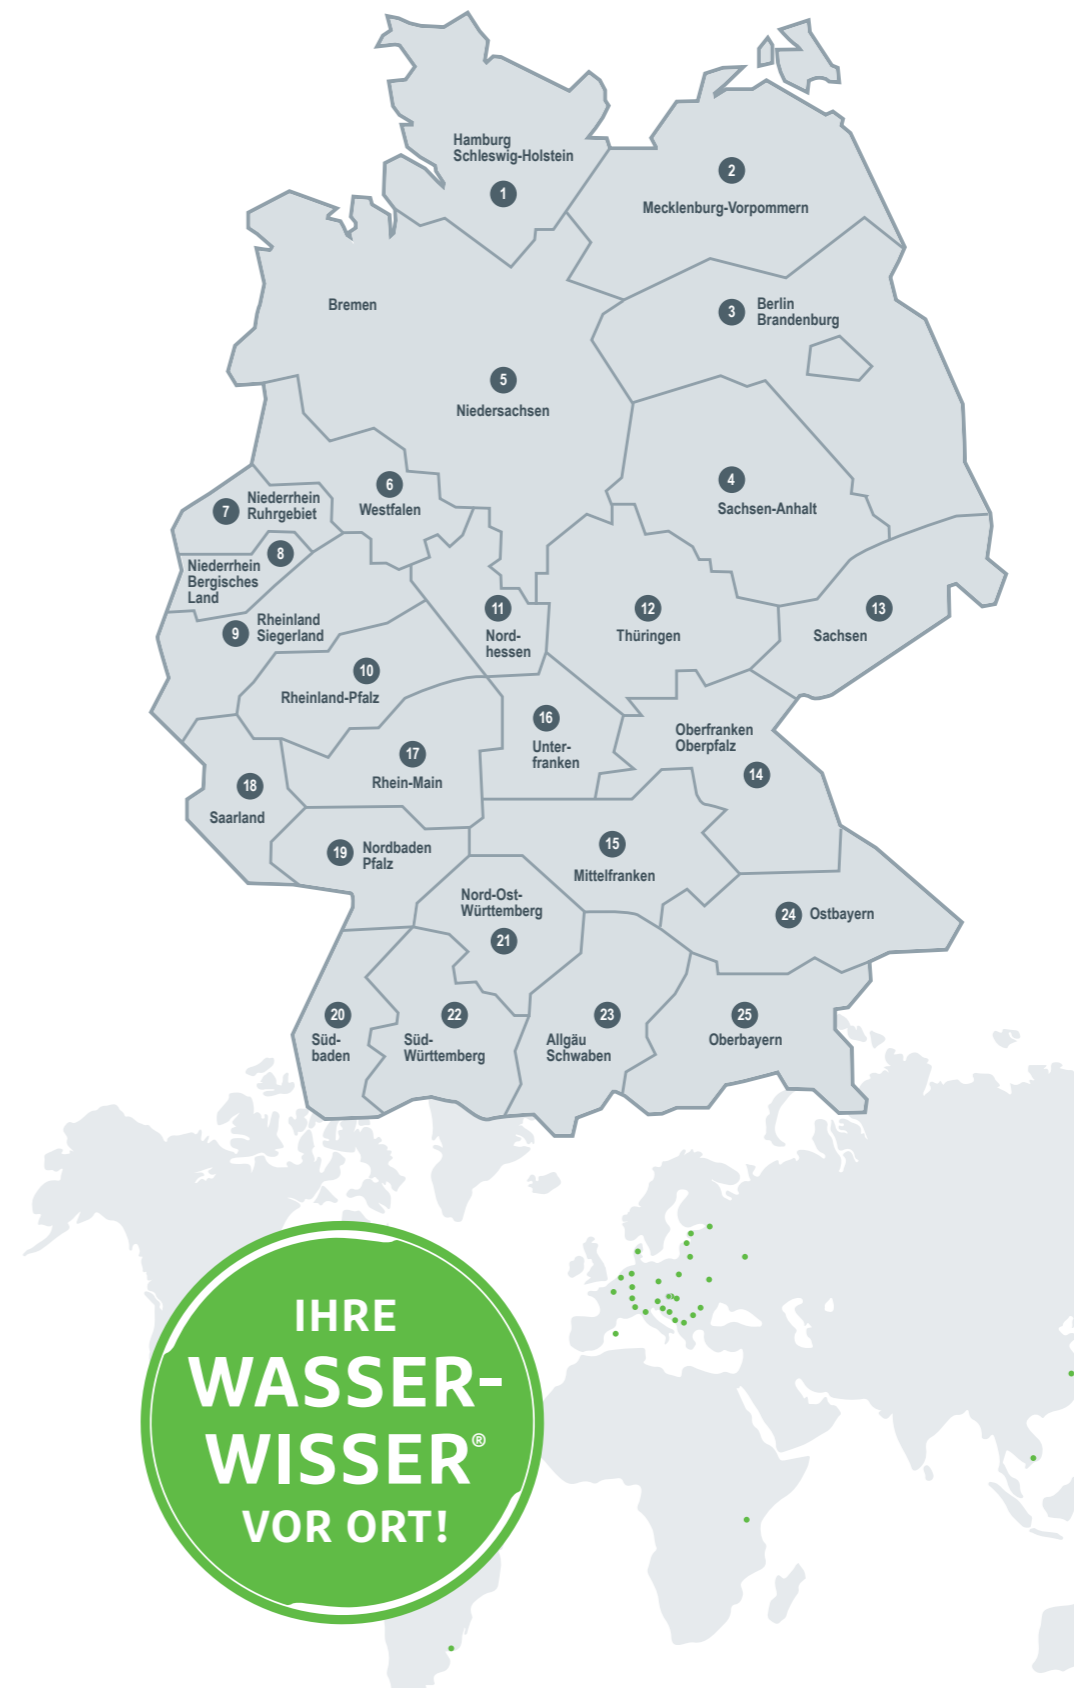 Hamburg
Schleswig-Holstein
1
2
Mecklenburg-Vorpommern
Bremen
3
Berlin
Brandenburg
5
Niedersachsen
4
Sachsen-Anhalt
6
Westfalen
7
Niederrhein
Ruhrgebiet
8
Niederrhein
Bergisches
Land
9
Rheinland
Siegerland
11
Nord-
hessen
12
Thüringen
13
Sachsen
10
Rheinland-Pfalz
16
Unter-
franken
Oberfranken
Oberpfalz
14
17
Rhein-Main
18
Saarland
19
Nordbaden
Pfalz
15
Mittelfranken
Nord-Ost-
Württemberg
21
24
Ostbayern
20
Süd-
baden
22
Süd-
Württemberg
23
Allgäu
Schwaben
25
Oberbayern
IHRE
WASSER-
WISSER®
VOR ORT!